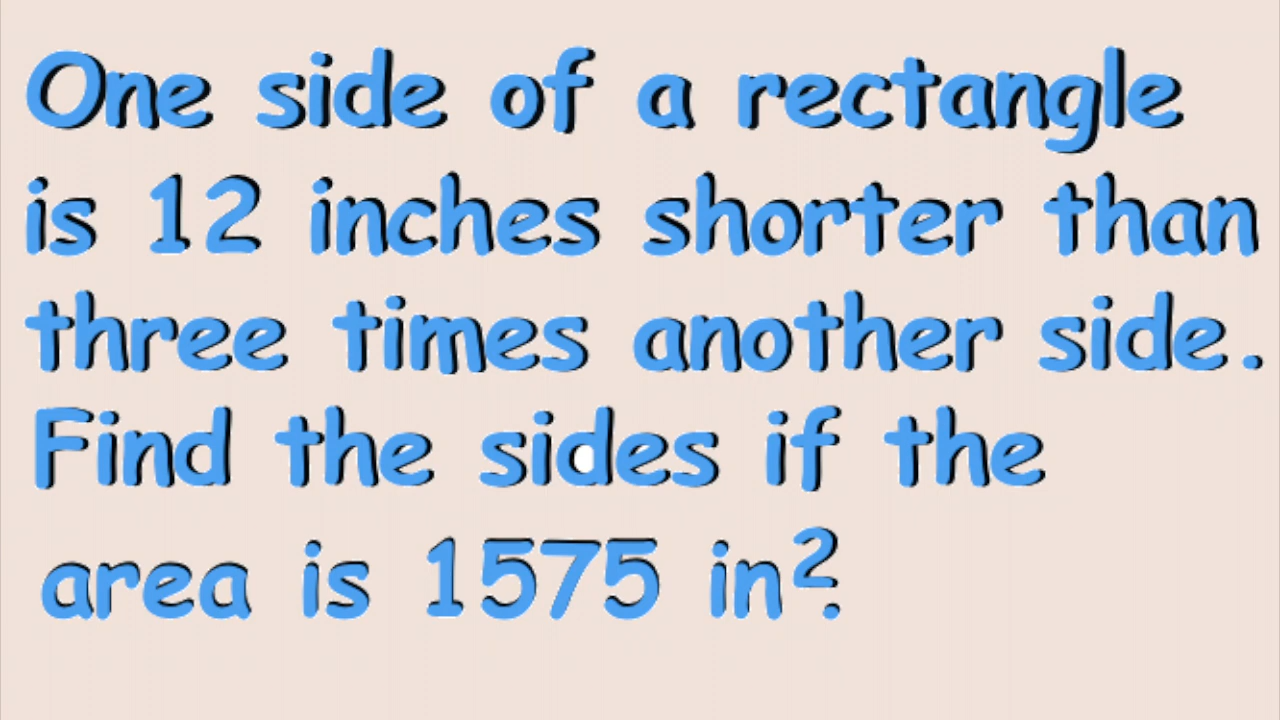 One side of a rectangle
is 12 inches shorter than
three times another side.
Find the sides if the
area is 1575 in².